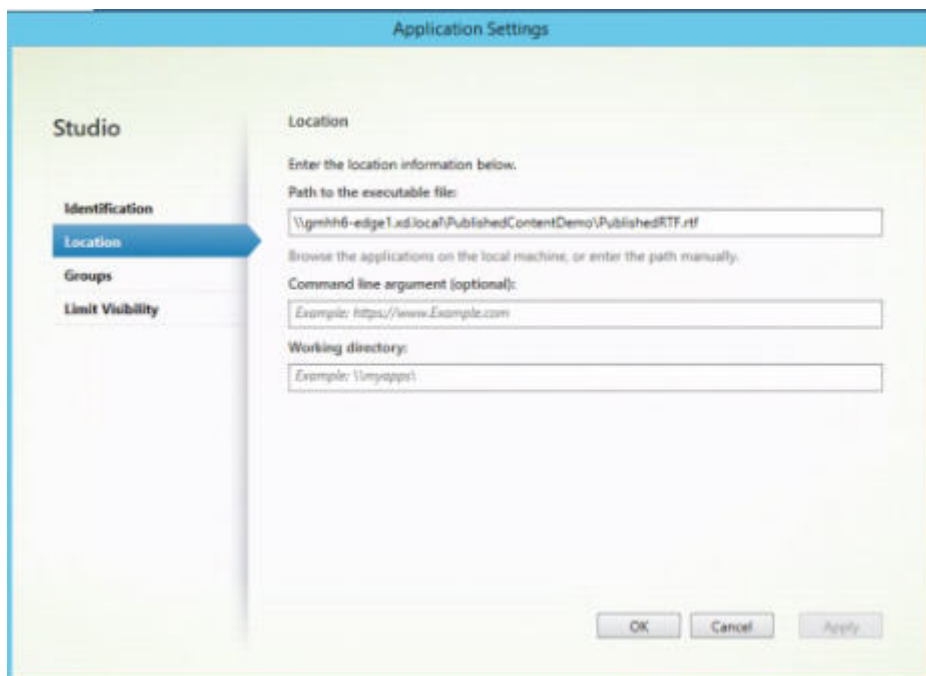 Application Settings
Studio
Identification
Location
Groups
Limit Visibility
Location
Enter the location information below.
Path to the executable file:
\\gmhh6-edge1.xd.local\PublishedContentDemo\PublishedRTF.rtf
Browse the applications on the local machine, or enter the path manually.
Command line argument (optional):
Example: https://www.Example.com
Working directory:
Example: \\myapps\
OK
Cancel
Apply